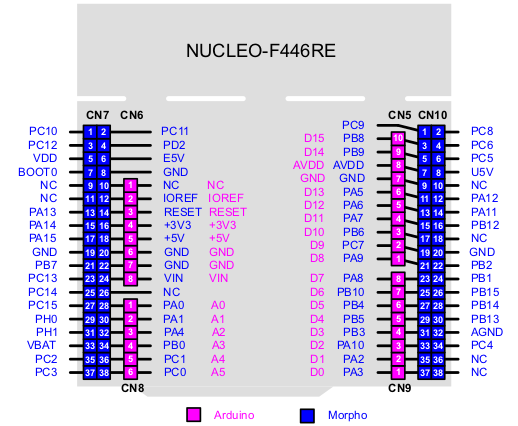 NUCLEO-F446RE
CN7 CN6 CN5 CN10
PC10 1 2 PC11 PC9 1 2 PC8
PC12 3 4 PD2 D15 PB8 10 3 4 PC6
VDD 5 6 E5V D14 PB9 9 5 6 PC5
BOOT0 7 8 GND AVDD AVDD 8 7 8 U5V
NC 9 10 1 NC NC GND GND 7 9 10 NC
NC 11 12 2 IOREF IOREF D13 PA5 6 11 12 PA12
PA13 13 14 3 RESET RESET D12 PA6 5 13 14 PA11
PA14 15 16 4 +3V3 +3V3 D11 PA7 4 15 16 PB12
PA15 17 18 5 +5V +5V D10 PB6 3 17 18 NC
GND 19 20 6 GND GND D9 PC7 2 19 20 GND
PB7 21 22 7 GND GND D8 PA9 1 21 22 PB2
PC13 23 24 8 VIN VIN D7 PA8 8 23 24 PB1
PC14 25 26 NC D6 PB10 7 25 26 PB15
PC15 27 28 1 PA0 A0 D5 PB4 6 27 28 PB14
PH0 29 30 2 PA1 A1 D4 PB5 5 29 30 PB13
PH1 31 32 3 PA4 A2 D3 PB3 4 31 32 AGND
VBAT 33 34 4 PB0 A3 D2 PA10 3 33 34 PC4
PC2 35 36 5 PC1 A4 D1 PA2 2 35 36 NC
PC3 37 38 6 PC0 A5 D0 PA3 1 37 38 NC
CN8 CN9
Arduino Morpho